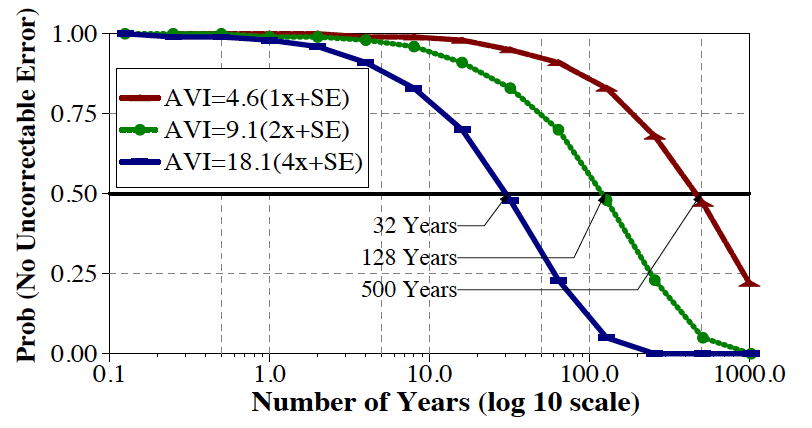 Prob (No Uncorrectable Error)
1.00
0.75
0.50
0.25
0.00
AVI=4.6(1x+SE)
AVI=9.1(2x+SE)
AVI=18.1(4x+SE)
32 Years
128 Years
500 Years
0.1 1.0 10.0 100.0 1000.0
Number of Years (log 10 scale)